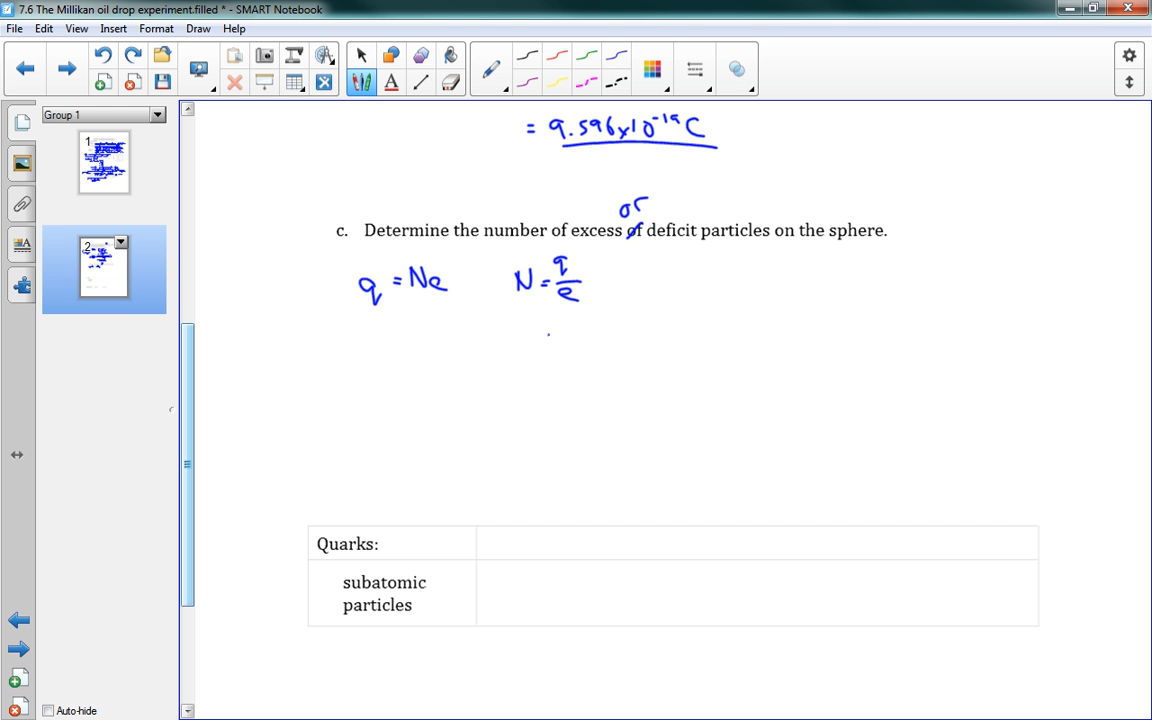 7.6 The Millikan oil drop experiment.filled * - SMART Notebook
File Edit View Insert Format Draw Help
Group 1
1
2
= 9.596x10⁻¹⁹ C
or
c. Determine the number of excess of deficit particles on the sphere.
q = Ne N = q/e
Quarks:
subatomic
particles
Auto-hide